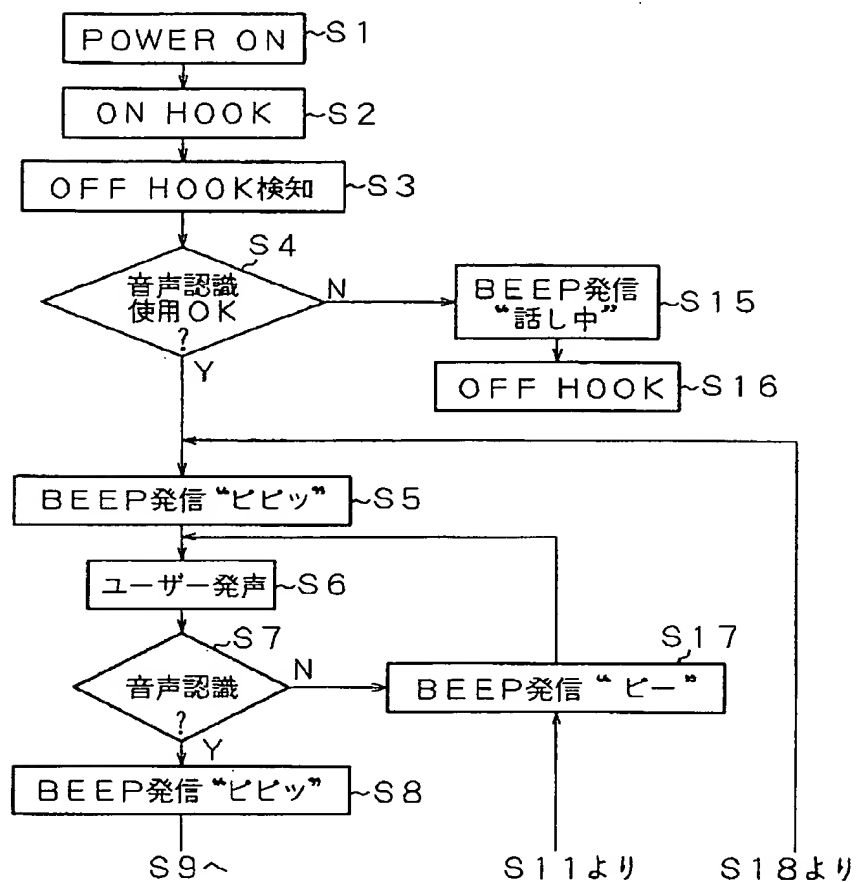 POWER ON
S1
ON HOOK
S2
OFF HOOK検知
S3
S4
音声認識
使用OK
?
N
Y
BEEP発信
“話し中”
S15
OFF HOOK
S16
BEEP発信“ピピッ”
S5
ユーザー発声
S6
S7
音声認識
?
N
Y
S17
BEEP発信“ピー”
BEEP発信“ピピッ”
S8
S9へ
S11より
S18より